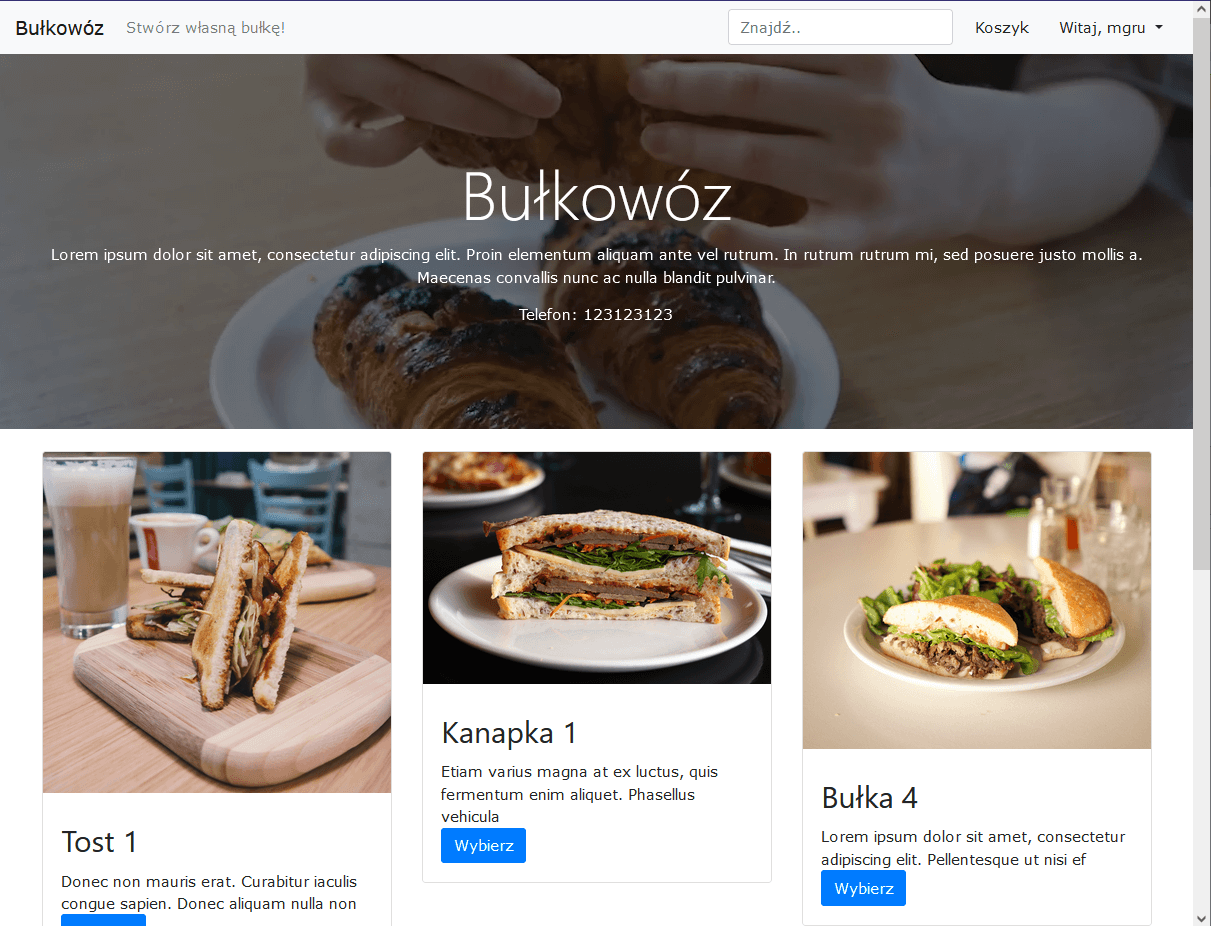 Bułkowóz
Stwórz własną bułkę!
Znajdź..
Koszyk
Witaj, mgru
Bułkowóz
Lorem ipsum dolor sit amet, consectetur adipiscing elit. Proin elementum aliquam ante vel rutrum. In rutrum rutrum mi, sed posuere justo mollis a.
Maecenas convallis nunc ac nulla blandit pulvinar.
Telefon: 123123123
Tost 1
Donec non mauris erat. Curabitur iaculis
congue sapien. Donec aliquam nulla non
Kanapka 1
Etiam varius magna at ex luctus, quis
fermentum enim aliquet. Phasellus
vehicula
Wybierz
Bułka 4
Lorem ipsum dolor sit amet, consectetur
adipiscing elit. Pellentesque ut nisi ef
Wybierz